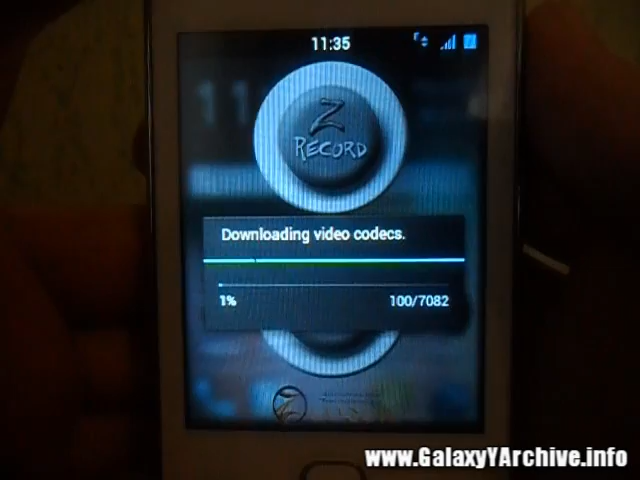 11:35
Z
RECORD
Downloading video codecs.
1%
100/7082
Z
www.GalaxyYArchive.info